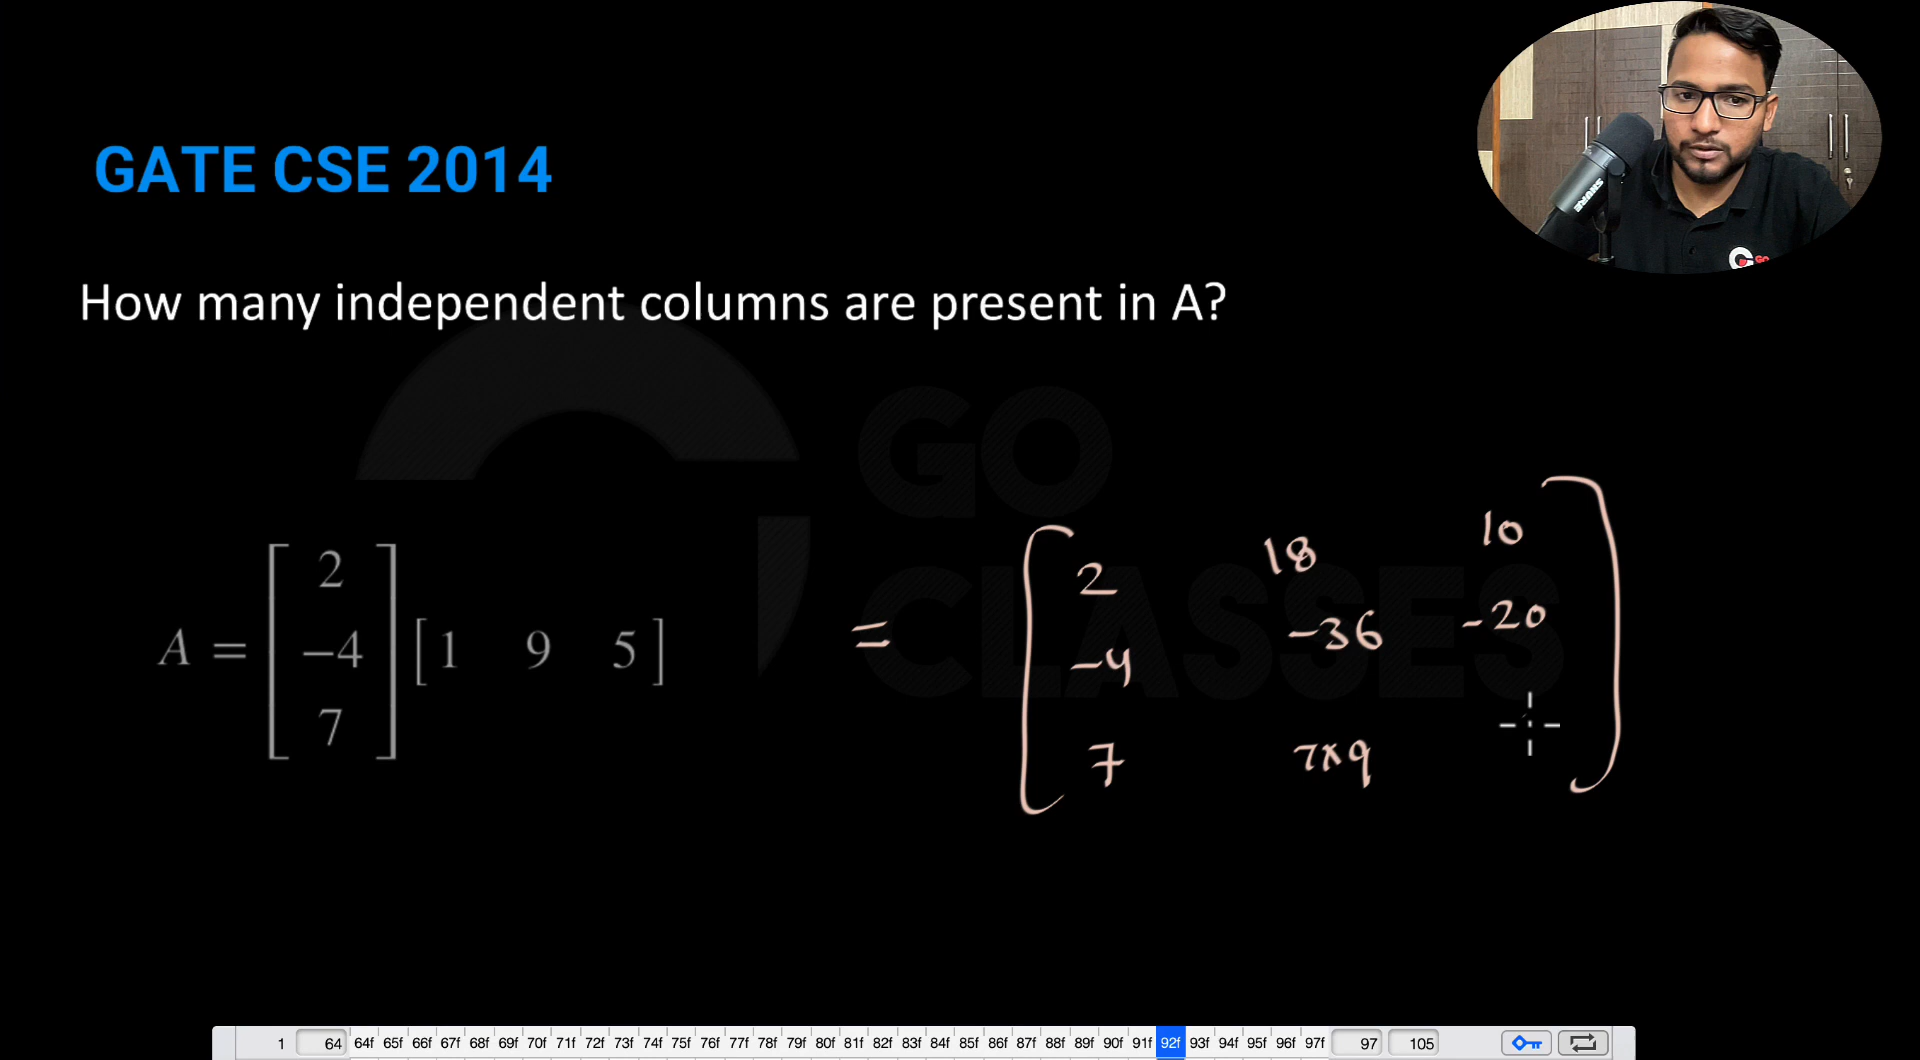 GATE CSE 2014
How many independent columns are present in A?
GO
CLASSES
A = [ 2 −4 7 ] [ 1 9 5 ]
= [ 2 18 10
-4 -36 -20
7 7×9 ]
SHURE
GO
1 64 64f 65f 66f 67f 68f 69f 70f 71f 72f 73f 74f 75f 76f 77f 78f 79f 80f 81f 82f 83f 84f 85f 86f 87f 88f 89f 90f 91f 92f 93f 94f 95f 96f 97f 97 105